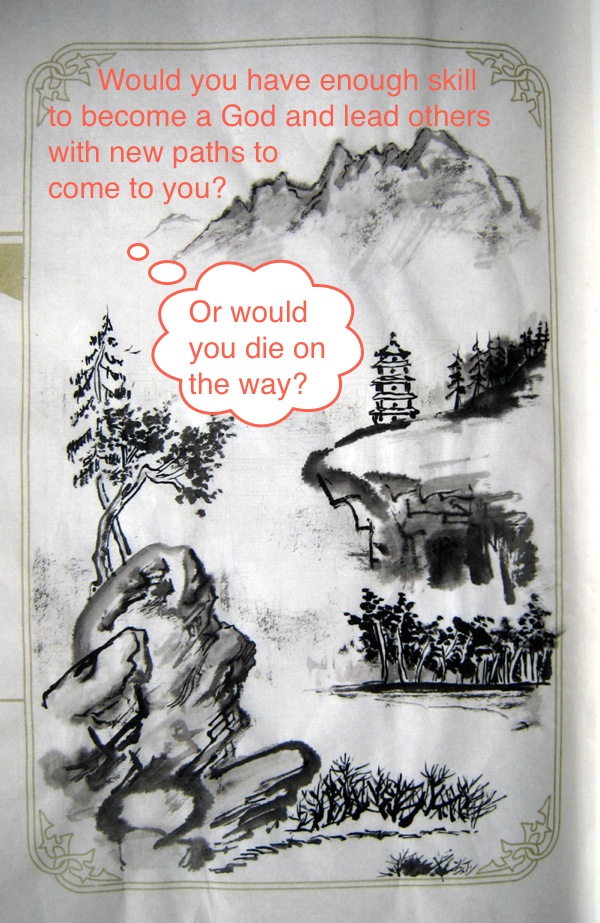 Would you have enough skill
to become a God and lead others
with new paths to
come to you?
Or would
you die on
the way?